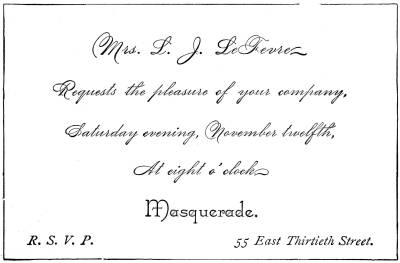 Mrs. L. J. LeFevre
Requests the pleasure of your company,
Saturday evening, November twelfth,
At eight o'clock
Masquerade.
R. S. V. P. 55 East Thirtieth Street.